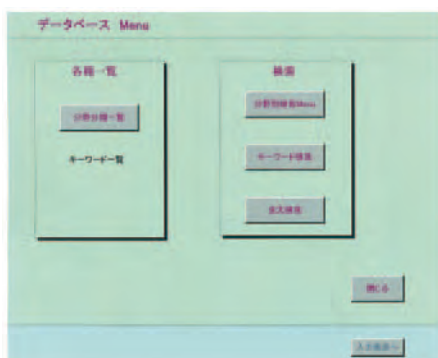 データベース Menu
各種一覧
分野分類一覧
キーワード一覧
検索
分野別検索Menu
キーワード検索
全文検索
閉じる